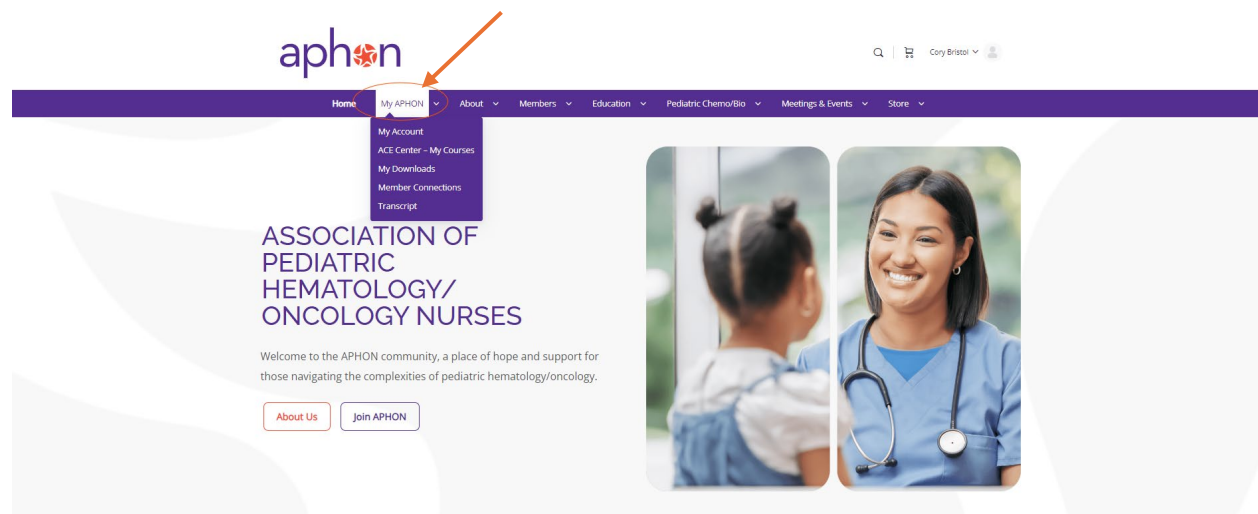 aphon
Cory Bristol
Home My APHON About Members Education Pediatric Chemo/Bio Meetings & Events Store
My Account
ACE Center – My Courses
My Downloads
Member Connections
Transcript
ASSOCIATION OF
PEDIATRIC
HEMATOLOGY/
ONCOLOGY NURSES
Welcome to the APHON community, a place of hope and support for
those navigating the complexities of pediatric hematology/oncology.
About Us Join APHON